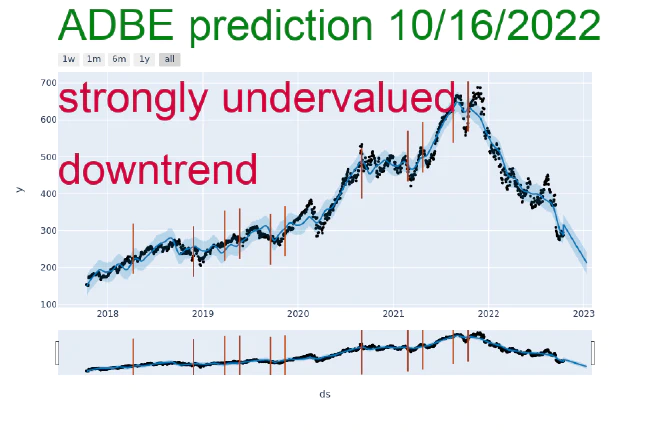 ADBE prediction 10/16/2022
1w 1m 6m 1y all
strongly undervalued
downtrend
700
600
500
400
300
200
100
y
2018 2019 2020 2021 2022 2023
ds